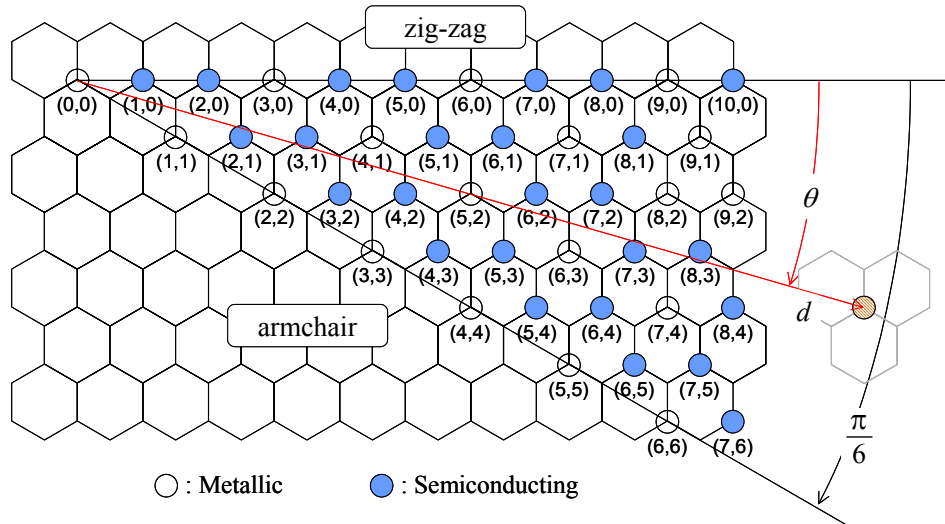 zig-zag
(0,0) (1,0) (2,0) (3,0) (4,0) (5,0) (6,0) (7,0) (8,0) (9,0) (10,0)
(1,1) (2,1) (3,1) (4,1) (5,1) (6,1) (7,1) (8,1) (9,1)
(2,2) (3,2) (4,2) (5,2) (6,2) (7,2) (8,2) (9,2)
θ
(3,3) (4,3) (5,3) (6,3) (7,3) (8,3)
d
armchair
(4,4) (5,4) (6,4) (7,4) (8,4)
(5,5) (6,5) (7,5)
π
6
(6,6) (7,6)
: Metallic : Semiconducting